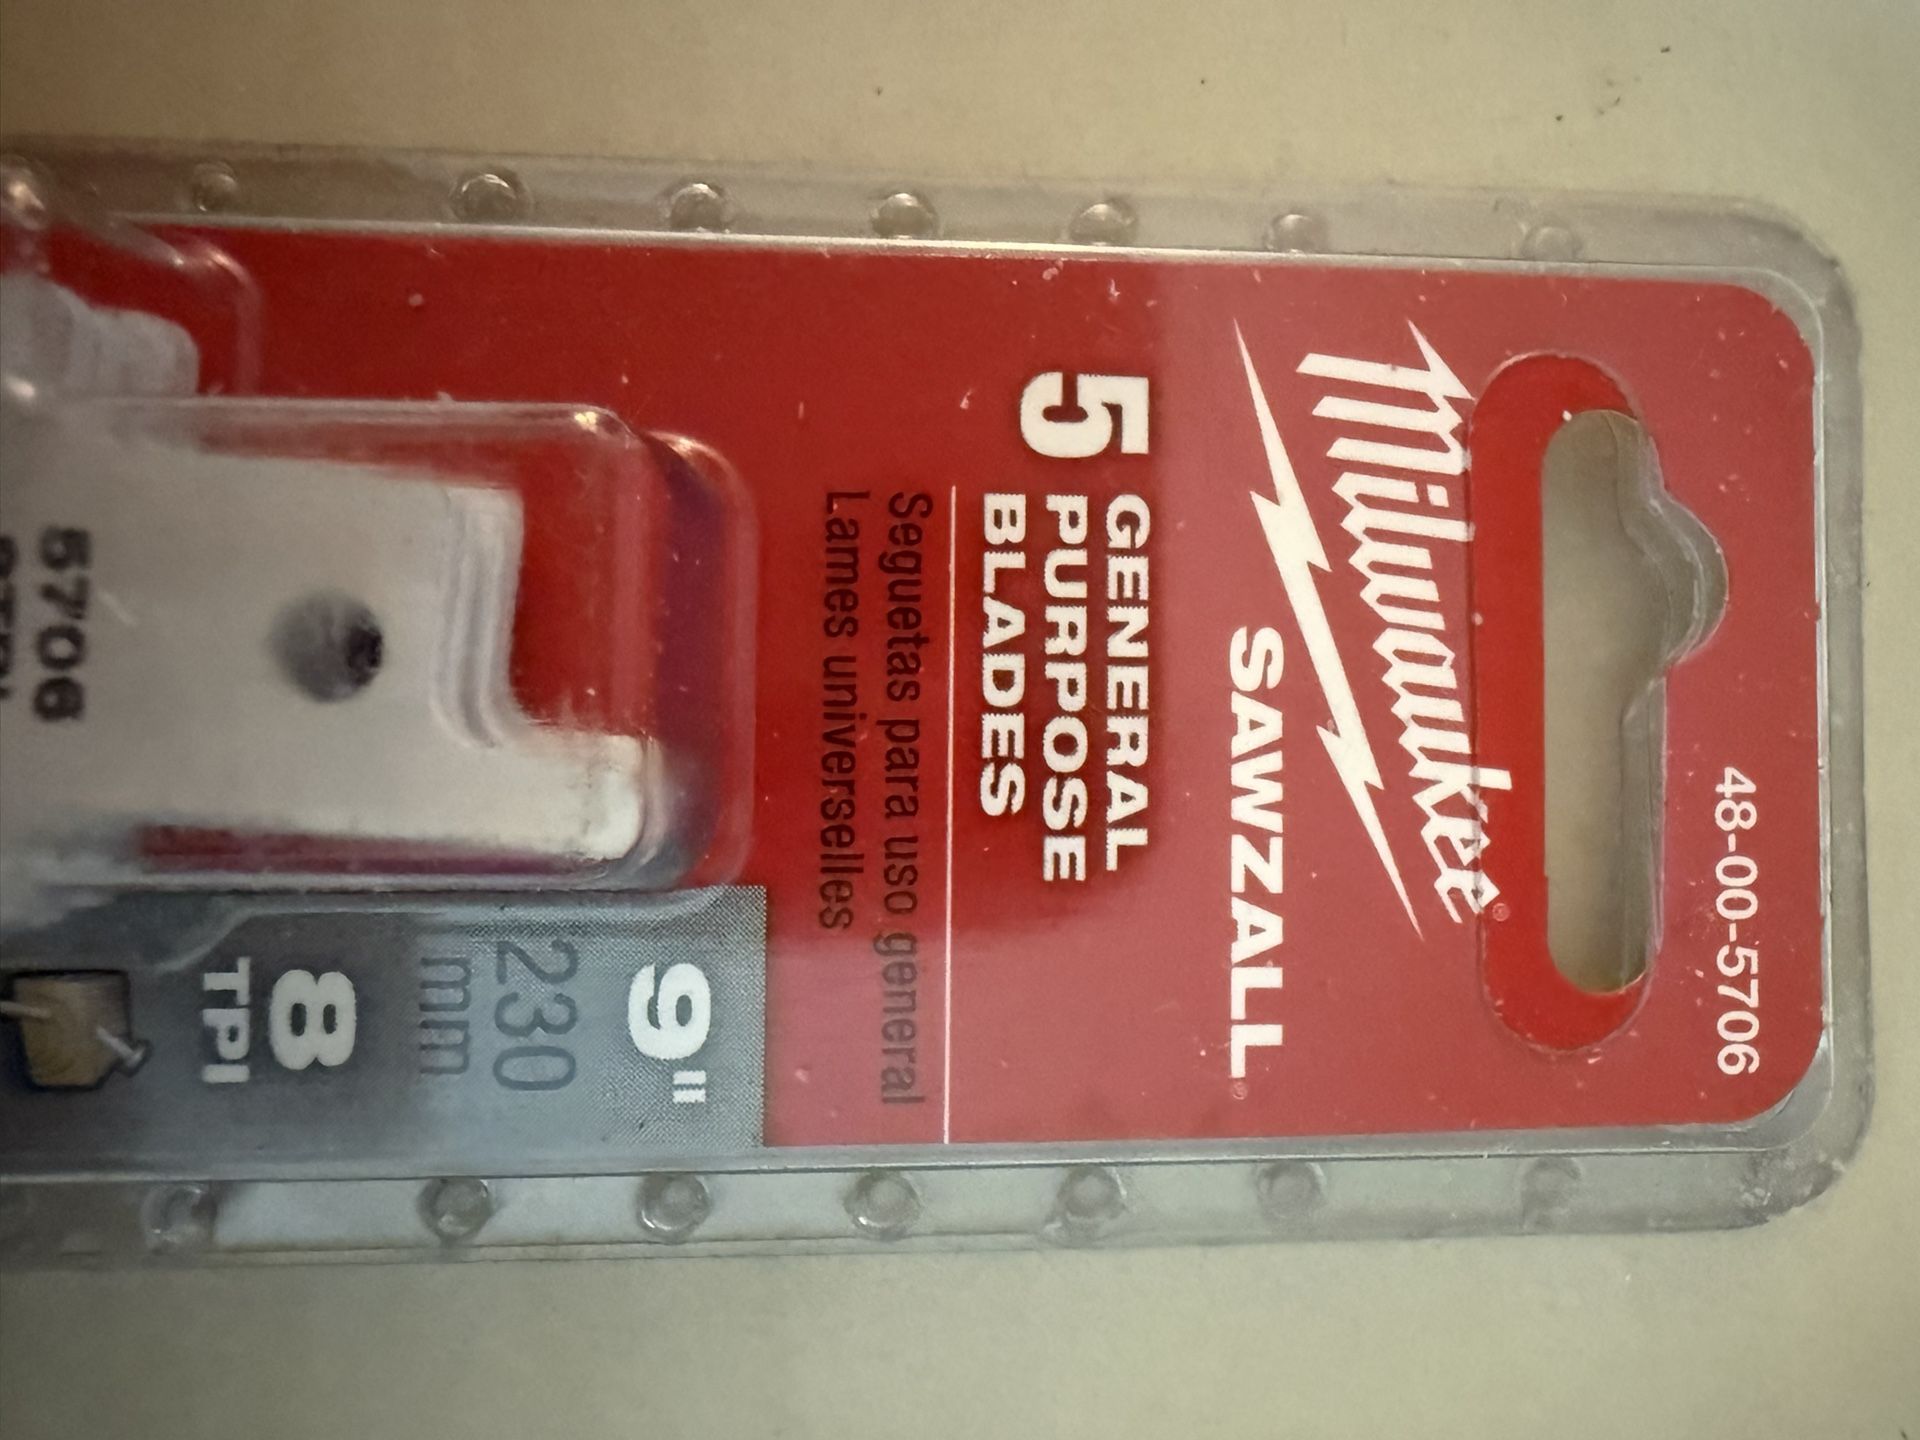 48-00-5706
Milwaukee®
SAWZALL®
5 GENERAL
PURPOSE
BLADES
Seguetas para uso general
Lames universelles
9"
230
mm
8
TPI
5706
8TPI